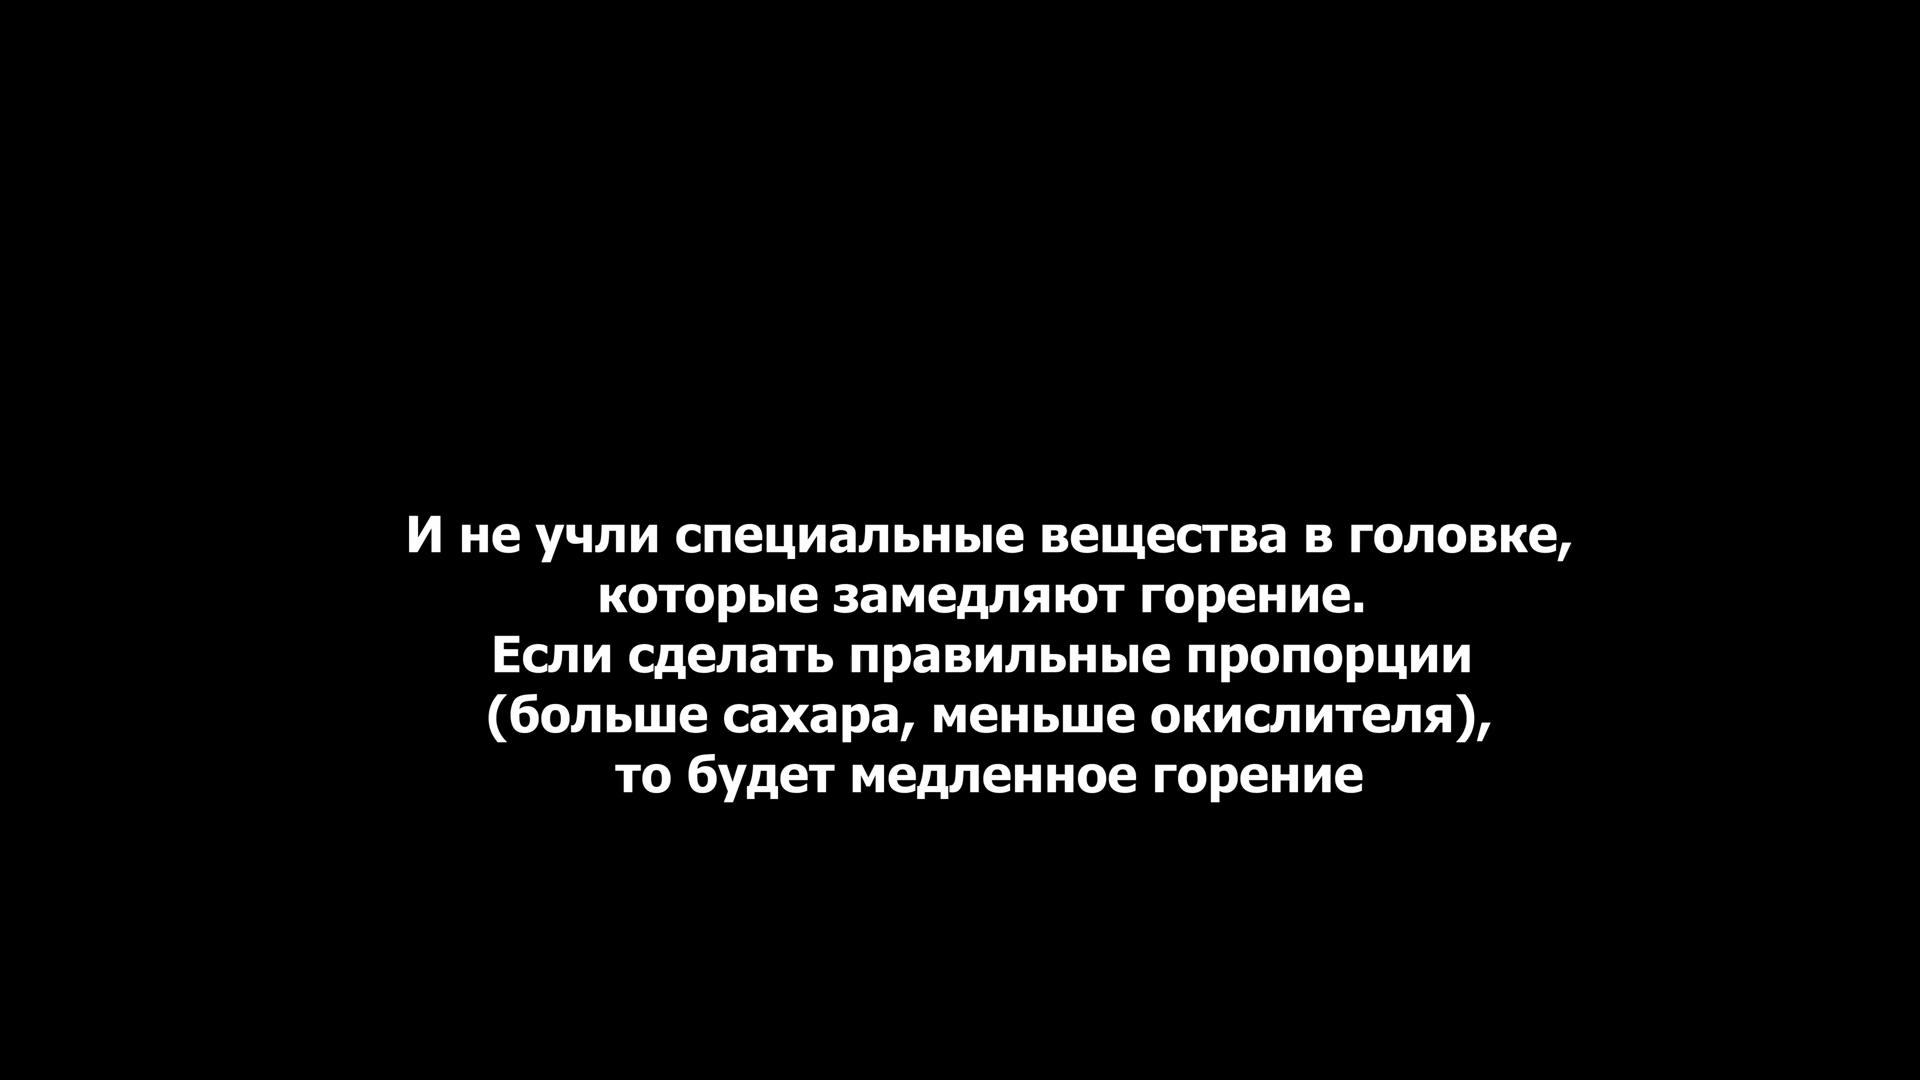 И не учли специальные вещества в головке,
которые замедляют горение.
Если сделать правильные пропорции
(больше сахара, меньше окислителя),
то будет медленное горение